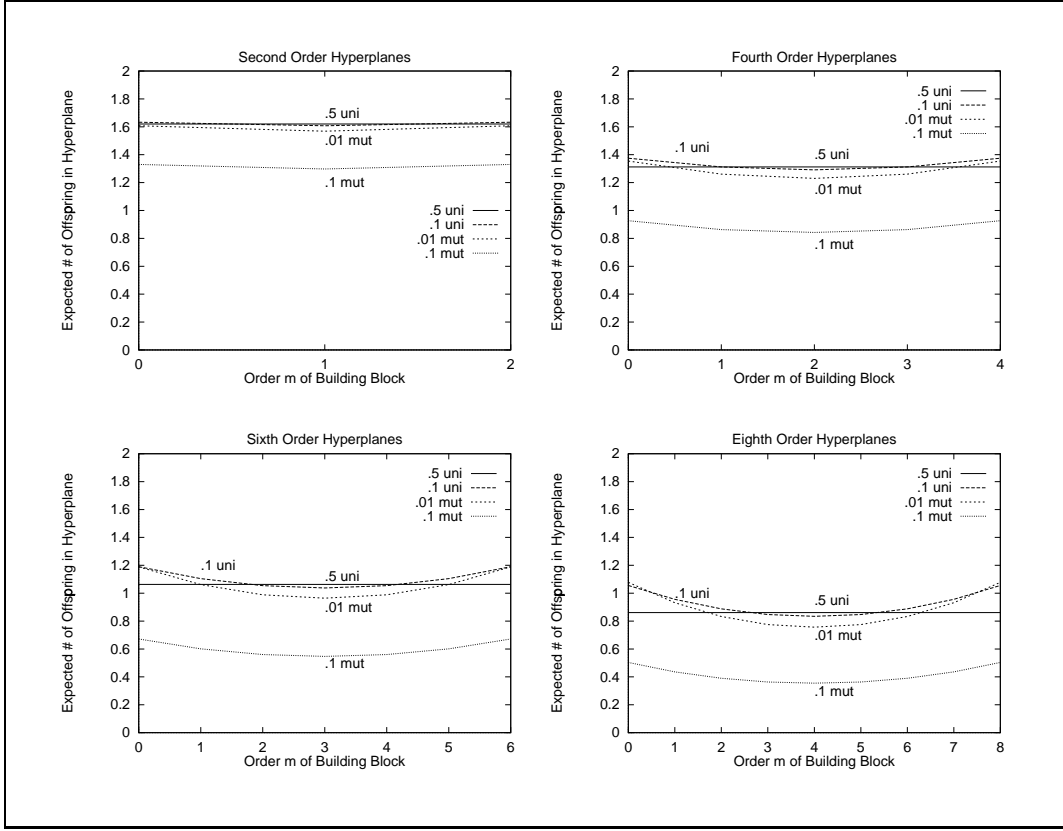 Second Order Hyperplanes
Expected # of Offspring in Hyperplane
2
1.8
1.6
1.4
1.2
1
0.8
0.6
0.4
0.2
0
.5 uni
.01 mut
.1 mut
.5 uni
.1 uni
.01 mut
.1 mut
0 1 2
Order m of Building Block
Fourth Order Hyperplanes
Expected # of Offspring in Hyperplane
2
1.8
1.6
1.4
1.2
1
0.8
0.6
0.4
0.2
0
.5 uni
.1 uni
.01 mut
.1 mut
.1 uni
.5 uni
.01 mut
.1 mut
0 1 2 3 4
Order m of Building Block
Sixth Order Hyperplanes
Expected # of Offspring in Hyperplane
2
1.8
1.6
1.4
1.2
1
0.8
0.6
0.4
0.2
0
.5 uni
.1 uni
.01 mut
.1 mut
.1 uni
.5 uni
.01 mut
.1 mut
0 1 2 3 4 5 6
Order m of Building Block
Eighth Order Hyperplanes
Expected # of Offspring in Hyperplane
2
1.8
1.6
1.4
1.2
1
0.8
0.6
0.4
0.2
0
.5 uni
.1 uni
.01 mut
.1 mut
.1 uni
.5 uni
.01 mut
.1 mut
0 1 2 3 4 5 6 7 8
Order m of Building Block